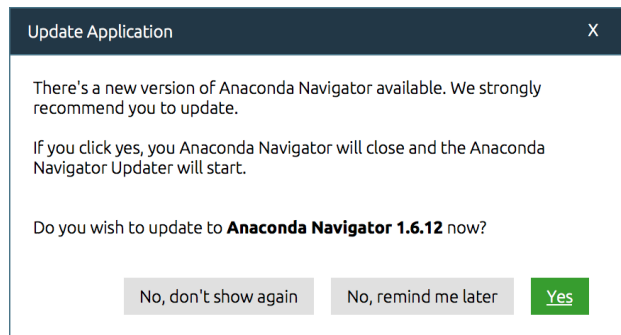 Update Application
X
There's a new version of Anaconda Navigator available. We strongly
recommend you to update.
If you click yes, you Anaconda Navigator will close and the Anaconda
Navigator Updater will start.
Do you wish to update to Anaconda Navigator 1.6.12 now?
No, don't show again
No, remind me later
Yes